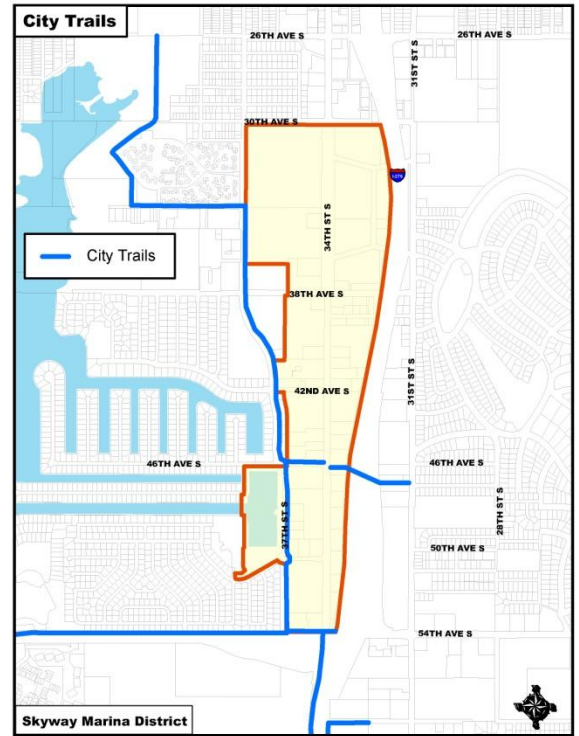 City Trails
26TH AVE S
26TH AVE S
31ST ST S
30TH AVE S
I-275
34TH ST S
City Trails
38TH AVE S
31ST ST S
42ND AVE S
46TH AVE S
46TH AVE S
28TH ST S
37TH ST S
50TH AVE S
54TH AVE S
Skyway Marina District